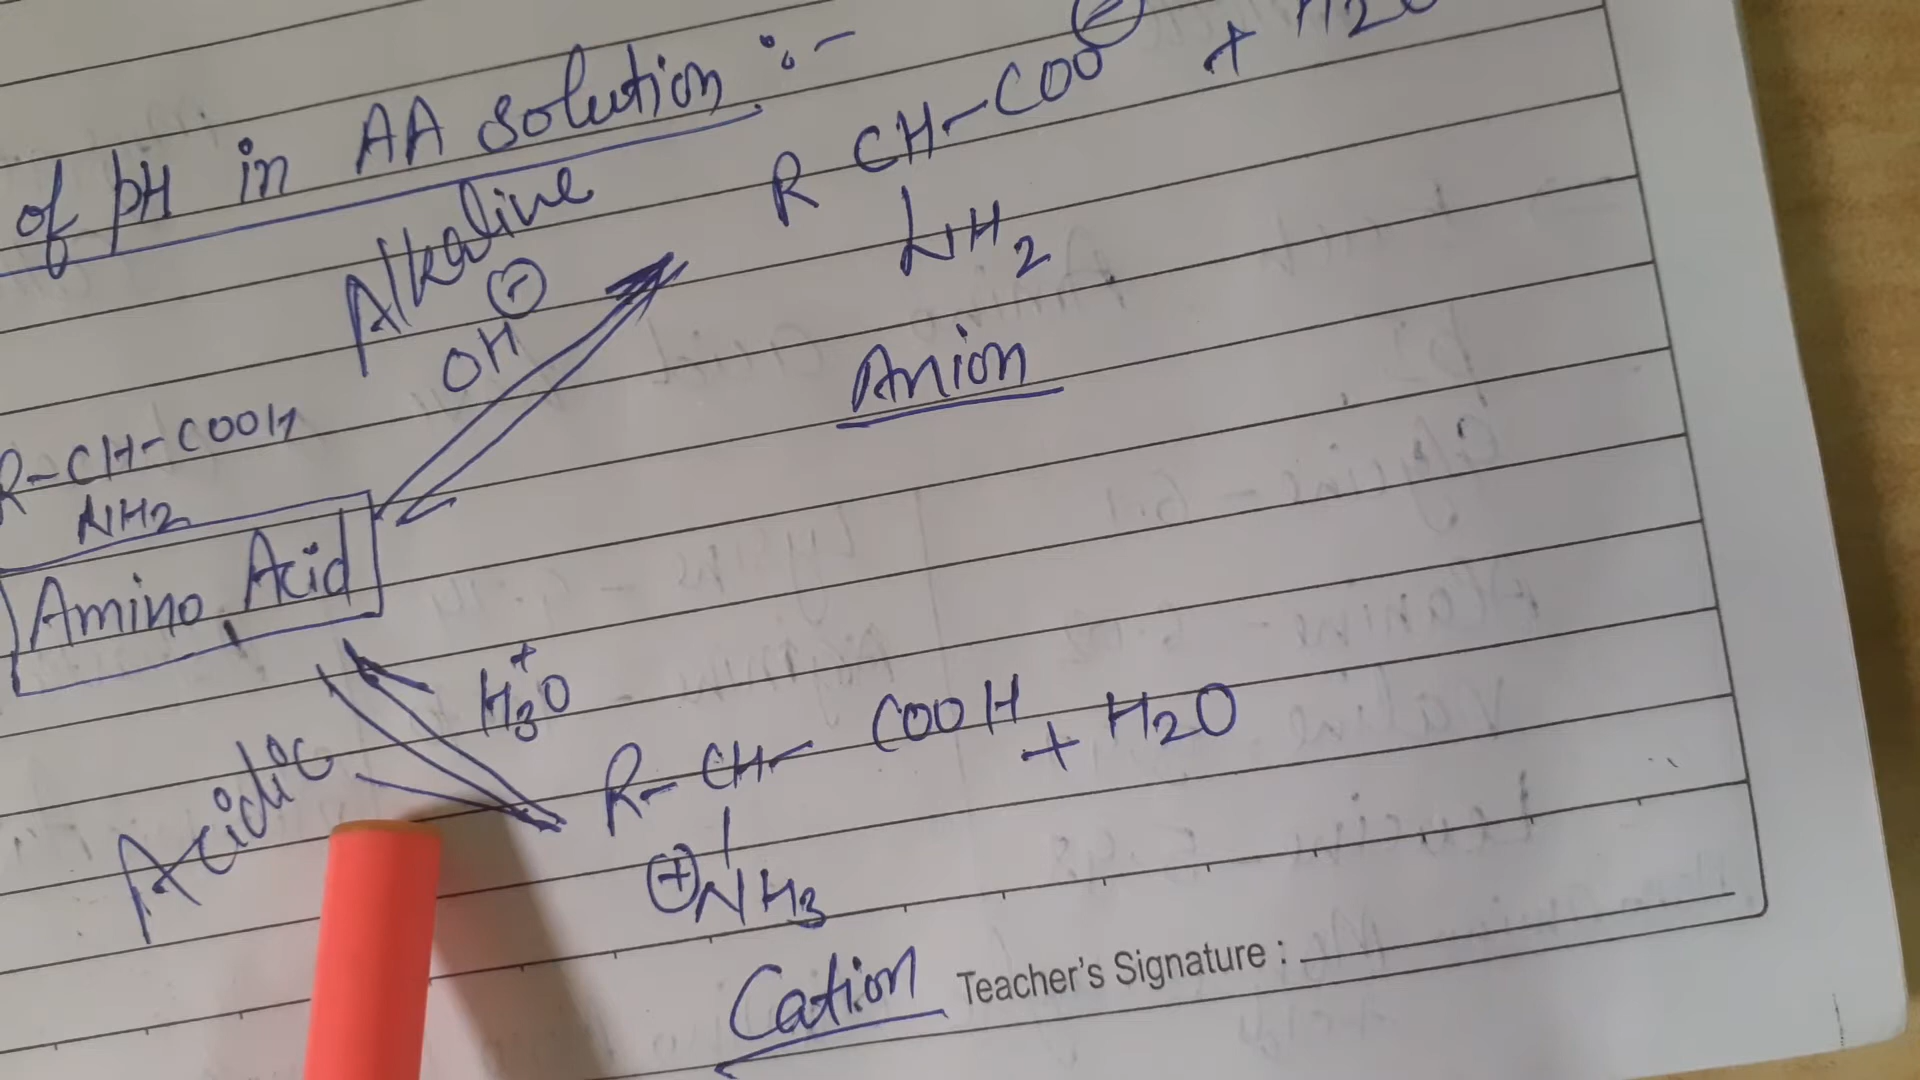 of pH in AA solution :-
R CH-COO⊖ + H2O
NH2
Anion
Alkaline
OH⊖
R-CH-COOH
NH2
Amino Acid
Acidic
H3O+
R-CH-COOH + H2O
⊕NH3
Cation
Teacher's Signature :